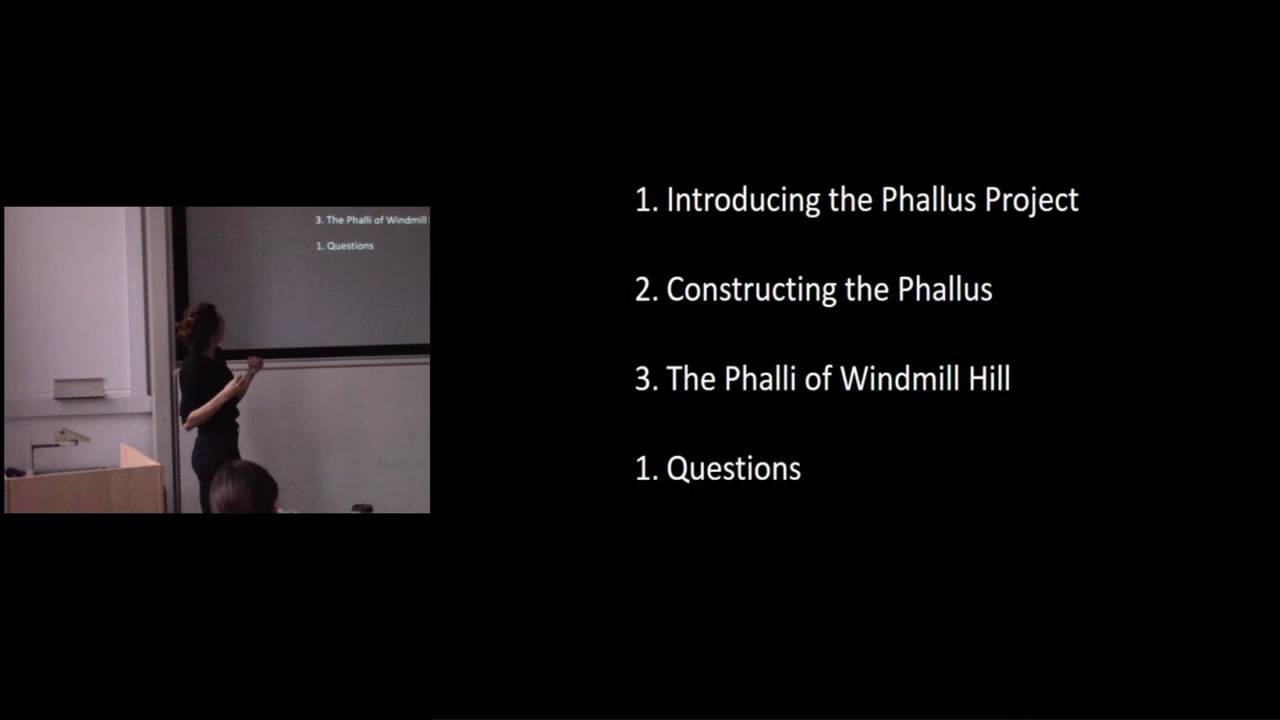 3. The Phalli of Windmill
1. Questions
1. Introducing the Phallus Project
2. Constructing the Phallus
3. The Phalli of Windmill Hill
1. Questions